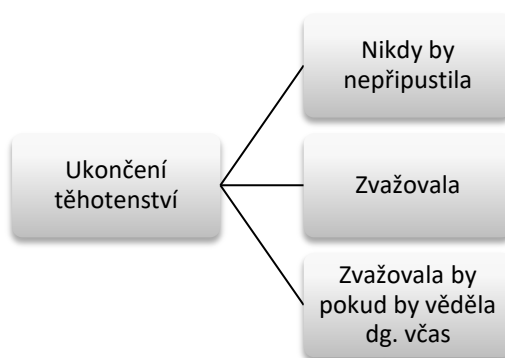 Nikdy by
nepřipustila
Ukončení
těhotenství
Zvažovala
Zvažovala by
pokud by věděla
dg. včas